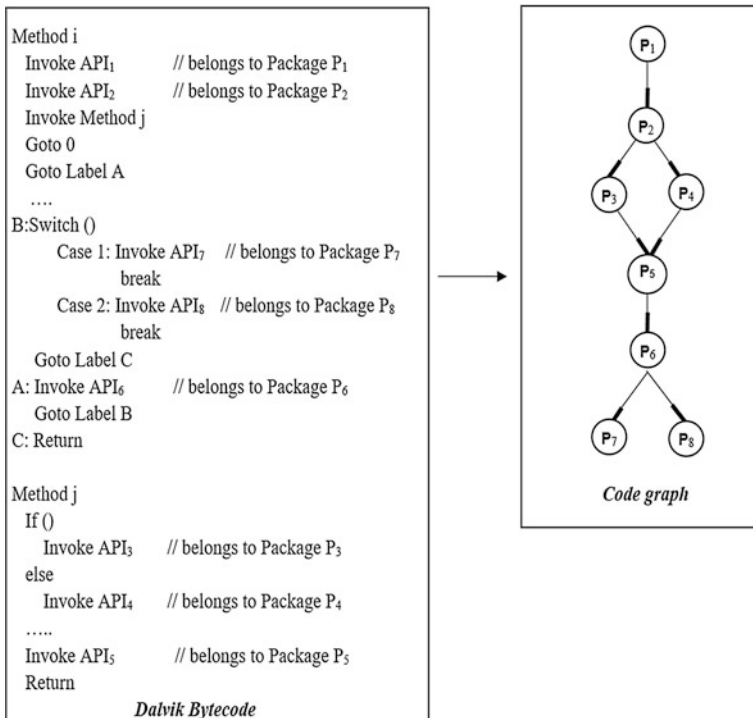 Method i
Invoke API₁ // belongs to Package P₁
Invoke API₂ // belongs to Package P₂
Invoke Method j
Goto 0
Goto Label A
....
B:Switch ()
Case 1: Invoke API₇ // belongs to Package P₇
break
Case 2: Invoke API₈ // belongs to Package P₈
break
Goto Label C
A: Invoke API₆ // belongs to Package P₆
Goto Label B
C: Return
Method j
If ()
Invoke API₃ // belongs to Package P₃
else
Invoke API₄ // belongs to Package P₄
.....
Invoke API₅ // belongs to Package P₅
Return
Dalvik Bytecode
P₁
P₂
P₃ P₄
P₅
P₆
P₇ P₈
Code graph